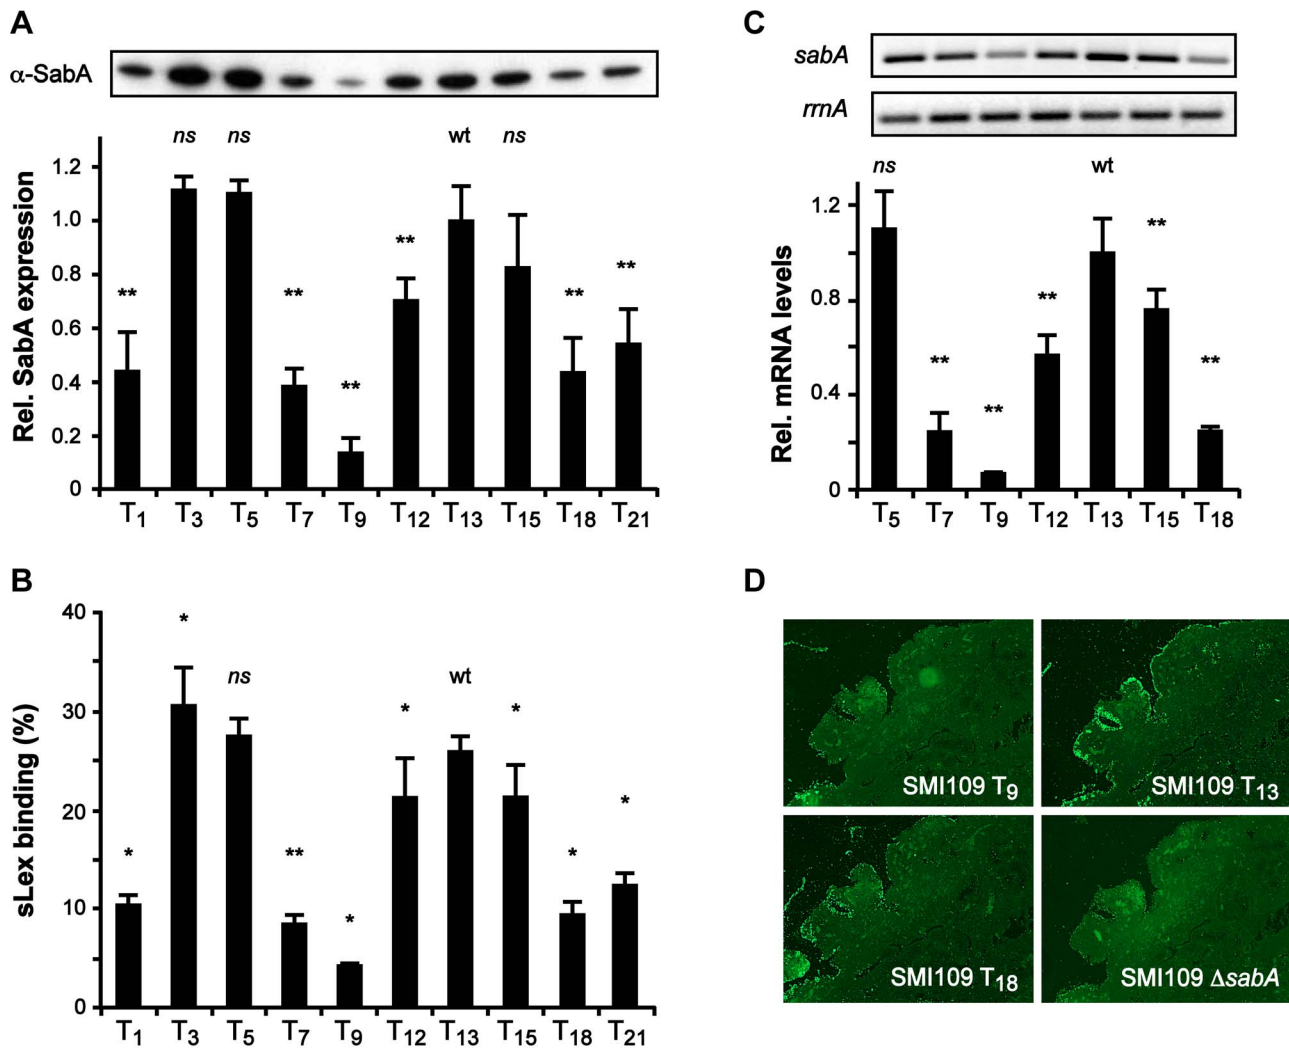 A
α-SabA
ns ns wt ns
** ** ** ** ** **
Rel. SabA expression
1.2
1.0
0.8
0.6
0.4
0.2
0
T1 T3 T5 T7 T9 T12 T13 T15 T18 T21
B
* ns wt
* ** * * * * *
sLex binding (%)
40
30
20
10
0
T1 T3 T5 T7 T9 T12 T13 T15 T18 T21
C
sabA
rrnA
ns wt
** ** ** ** **
Rel. mRNA levels
1.2
0.8
0.4
0
T5 T7 T9 T12 T13 T15 T18
D
SMI109 T9
SMI109 T13
SMI109 T18
SMI109 ΔsabA